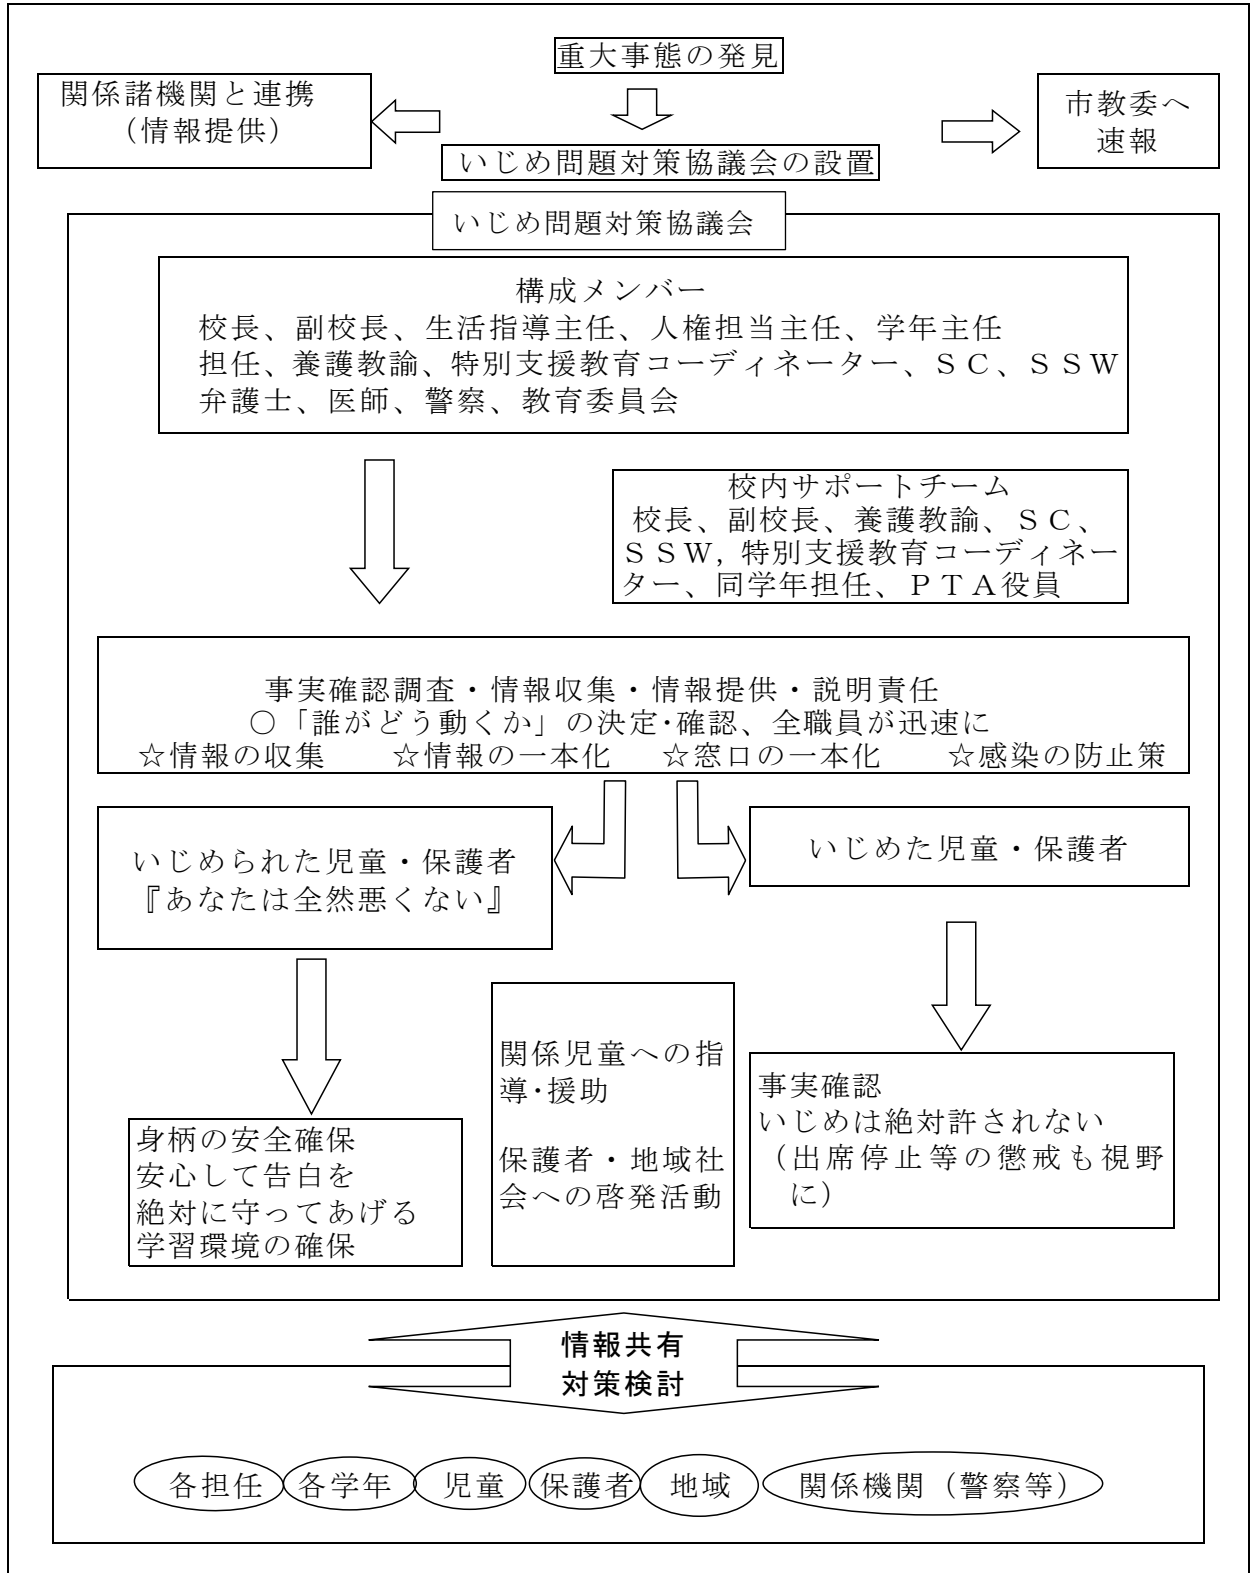 重大事態の発見
関係諸機関と連携
（情報提供）
市教委へ
速報
いじめ問題対策協議会の設置
いじめ問題対策協議会
構成メンバー
校長、副校長、生活指導主任、人権担当主任、学年主任
担任、養護教諭、特別支援教育コーディネーター、ＳＣ、ＳＳＷ
弁護士、医師、警察、教育委員会
校内サポートチーム
校長、副校長、養護教諭、ＳＣ、
ＳＳＷ, 特別支援教育コーディネー
ター、同学年担任、ＰＴＡ役員
事実確認調査・情報収集・情報提供・説明責任
○「誰がどう動くか」の決定･確認、全職員が迅速に
☆情報の収集　　☆情報の一本化　　☆窓口の一本化　　☆感染の防止策
いじめられた児童・保護者
『あなたは全然悪くない』
いじめた児童・保護者
身柄の安全確保
安心して告白を
絶対に守ってあげる
学習環境の確保
関係児童への指
導･援助
保護者・地域社
会への啓発活動
事実確認
いじめは絶対許されない
（出席停止等の懲戒も視野
に）
情報共有
対策検討
各担任　各学年　児童　保護者　地域　関係機関（警察等）